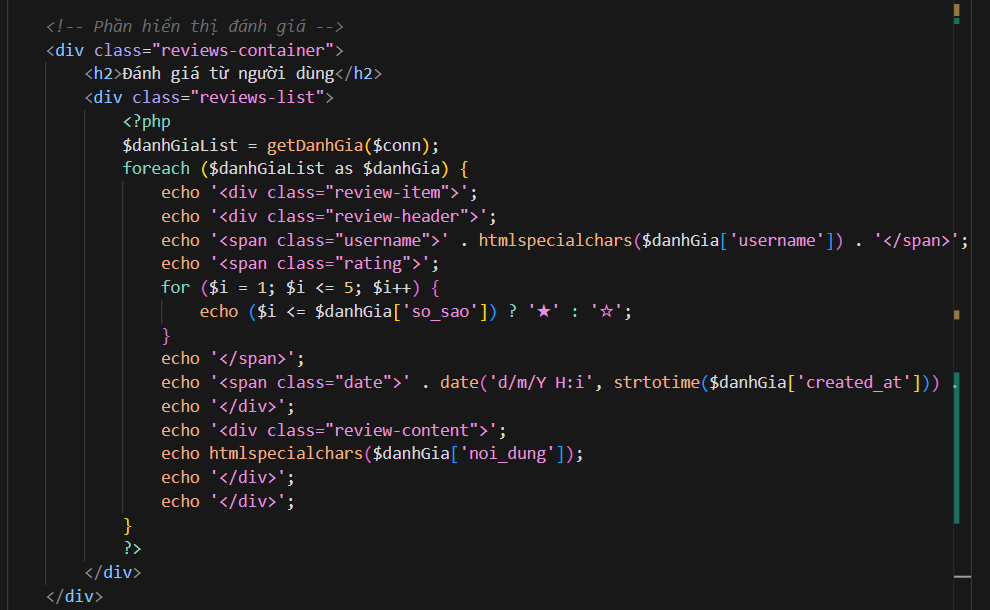 <!-- Phần hiển thị đánh giá -->
<div class="reviews-container">
<h2>Đánh giá từ người dùng</h2>
<div class="reviews-list">
<?php
$danhGiaList = getDanhGia($conn);
foreach ($danhGiaList as $danhGia) {
echo '<div class="review-item">';
echo '<div class="review-header">';
echo '<span class="username">' . htmlspecialchars($danhGia['username']) . '</span>';
echo '<span class="rating">';
for ($i = 1; $i <= 5; $i++) {
echo ($i <= $danhGia['so_sao']) ? '★' : '☆';
}
echo '</span>';
echo '<span class="date">' . date('d/m/Y H:i', strtotime($danhGia['created_at'])) .
echo '</div>';
echo '<div class="review-content">';
echo htmlspecialchars($danhGia['noi_dung']);
echo '</div>';
echo '</div>';
}
?>
</div>
</div>